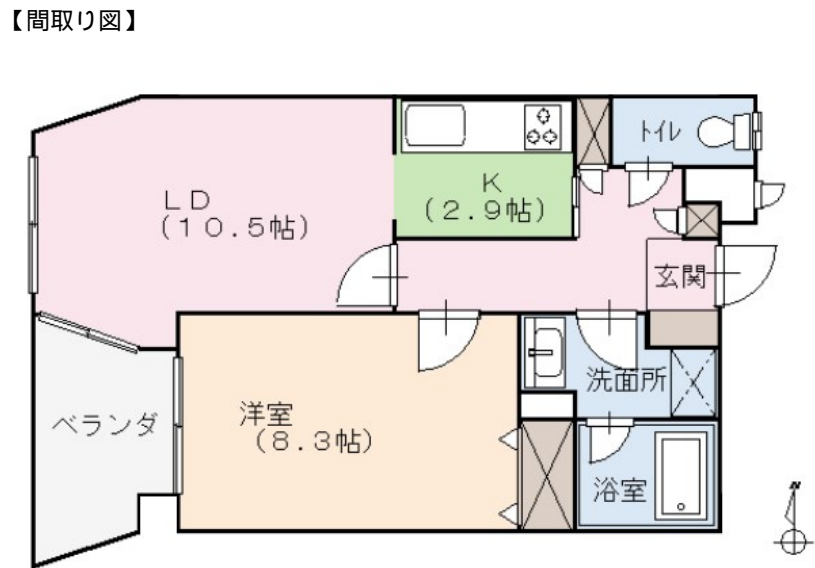 【間取り図】
トイレ
K
(2.9帖)
LD
(10.5帖)
玄関
洗面所
洋室
(8.3帖)
ベランダ
浴室
N